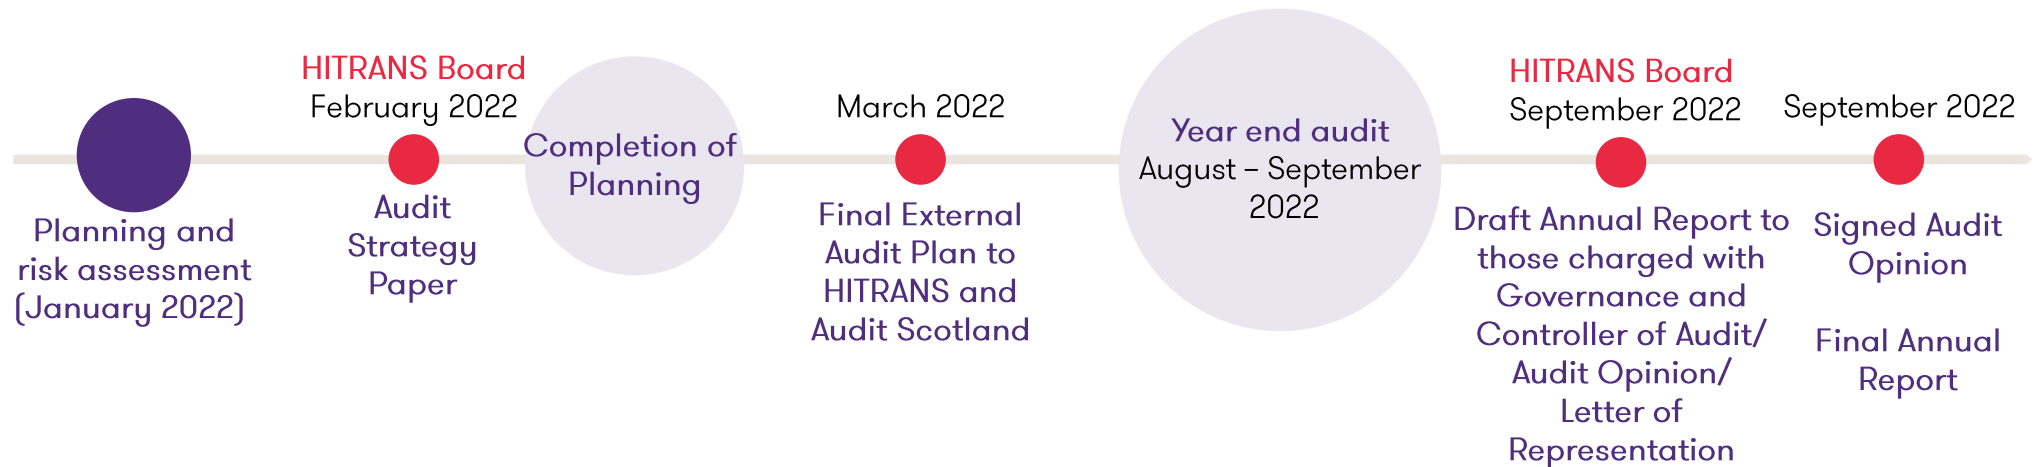 Planning and
risk assessment
(January 2022)
HITRANS Board
February 2022
Audit
Strategy
Paper
Completion of
Planning
March 2022
Final External
Audit Plan to
HITRANS and
Audit Scotland
Year end audit
August – September
2022
HITRANS Board
September 2022
Draft Annual Report to
those charged with
Governance and
Controller of Audit/
Audit Opinion/
Letter of
Representation
September 2022
Signed Audit
Opinion
Final Annual
Report